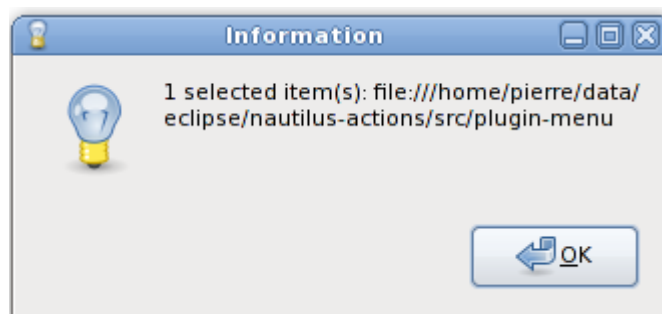 Information
1 selected item(s): file:///home/pierre/data/
eclipse/nautilus-actions/src/plugin-menu
OK